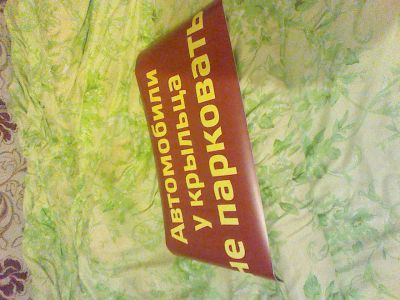 Автомобили
у крыльца
не парковать